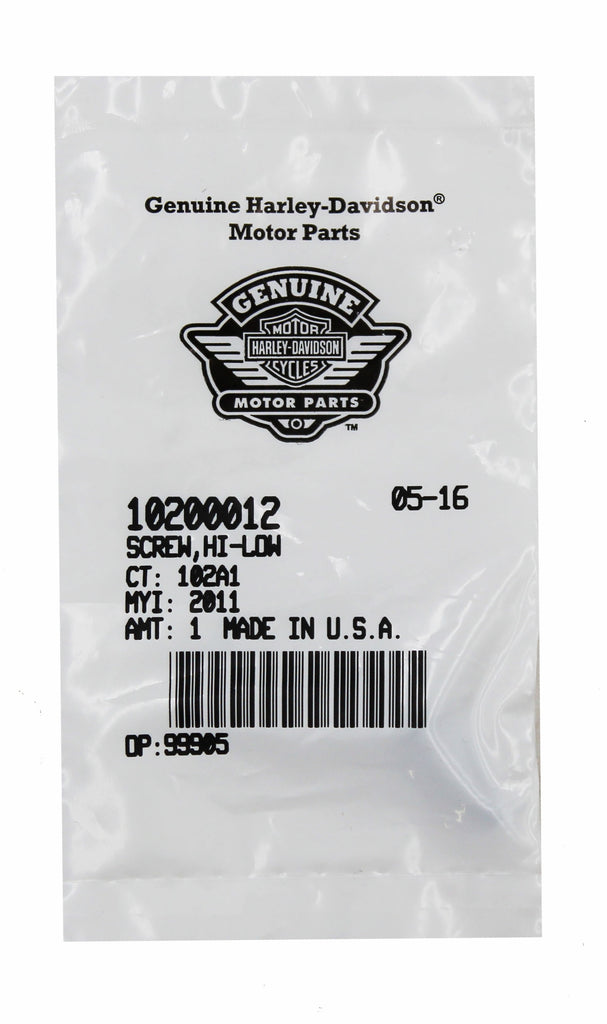 Genuine Harley-Davidson®
Motor Parts
GENUINE
MOTOR
HARLEY-DAVIDSON
CYCLES
MOTOR PARTS
TM
10200012
05-16
SCREW,HI-LOW
CT: 102A1
MYI: 2011
AMT: 1 MADE IN U.S.A.
OP:99905